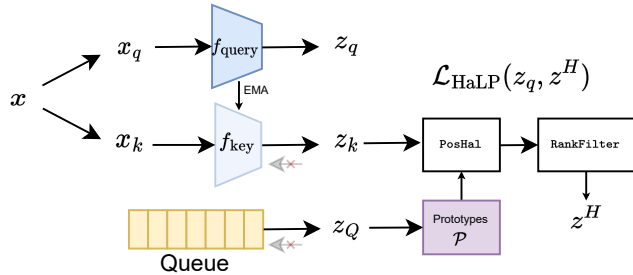 x
x_q
f_query
z_q
EMA
x_k
f_key
z_k
Queue
z_Q
Prototypes
𝒫
PosHal
RankFilter
z^H
ℒ_HaLP(z_q, z^H)